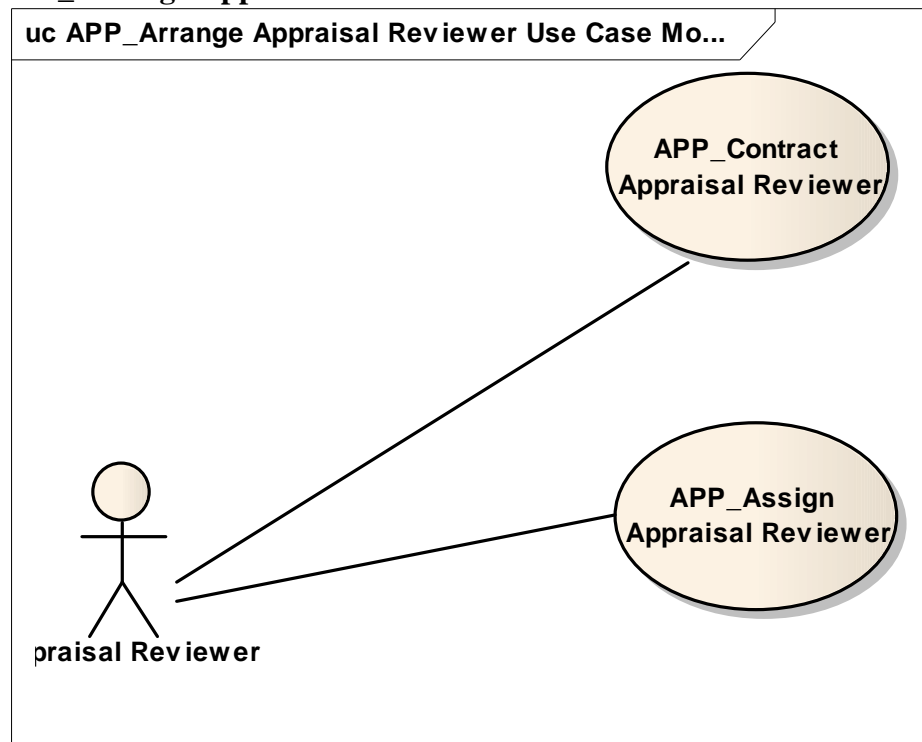 uc APP_Arrange Appraisal Reviewer Use Case Mo...
APP_Contract
Appraisal Reviewer
APP_Assign
Appraisal Reviewer
praisal Reviewer